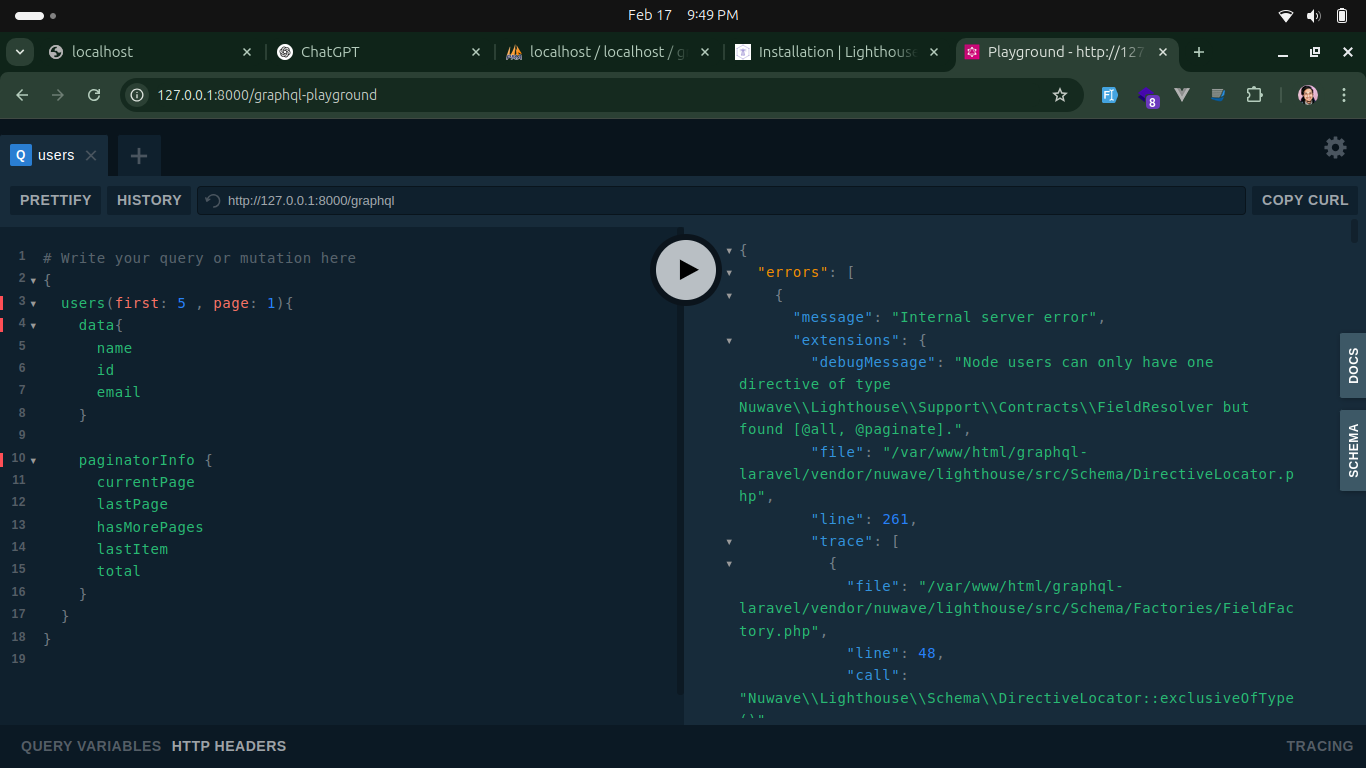 Feb 17 9:49 PM
localhost
ChatGPT
localhost / localhost / g
Installation | Lighthouse
Playground - http://127
127.0.0.1:8000/graphql-playground
8
Q users
PRETTIFY
HISTORY
http://127.0.0.1:8000/graphql
COPY CURL
1 # Write your query or mutation here
2 {
3 users(first: 5 , page: 1){
4 data{
5 name
6 id
7 email
8 }
9
10 paginatorInfo {
11 currentPage
12 lastPage
13 hasMorePages
14 lastItem
15 total
16 }
17 }
18 }
19
{
"errors": [
{
"message": "Internal server error",
"extensions": {
"debugMessage": "Node users can only have one
directive of type
Nuwave\\Lighthouse\\Support\\Contracts\\FieldResolver but
found [@all, @paginate].",
"file": "/var/www/html/graphql-
laravel/vendor/nuwave/lighthouse/src/Schema/DirectiveLocator.p
hp",
"line": 261,
"trace": [
{
"file": "/var/www/html/graphql-
laravel/vendor/nuwave/lighthouse/src/Schema/Factories/FieldFac
tory.php",
"line": 48,
"call":
"Nuwave\\Lighthouse\\Schema\\DirectiveLocator::exclusiveOfType
DOCS
SCHEMA
QUERY VARIABLES
HTTP HEADERS
TRACING